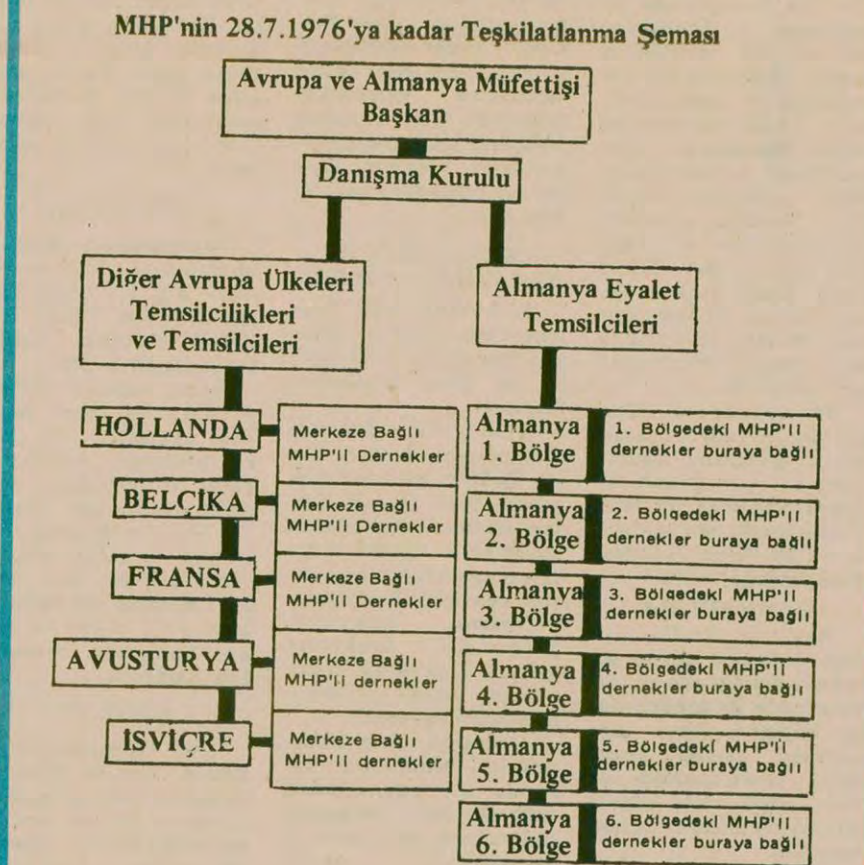 MHP'nin 28.7.1976'ya kadar Teşkilatlanma Şeması
Avrupa ve Almanya Müfettişi
Başkan
Danışma Kurulu
Diğer Avrupa Ülkeleri
Temsilcilikleri
ve Temsilcileri
HOLLANDA
Merkeze Bağlı
MHP'li Dernekler
BELÇİKA
Merkeze Bağlı
MHP'li Dernekler
FRANSA
Merkeze Bağlı
MHP'li Dernekler
AVUSTURYA
Merkeze Bağlı
MHP'li dernekler
İSVİÇRE
Merkeze Bağlı
MHP'li dernekler
Almanya Eyalet
Temsilcileri
Almanya
1. Bölge
1. Bölgedeki MHP'li
dernekler buraya bağlı
Almanya
2. Bölge
2. Bölgedeki MHP'li
dernekler buraya bağlı
Almanya
3. Bölge
3. Bölgedeki MHP'li
dernekler buraya bağlı
Almanya
4. Bölge
4. Bölgedeki MHP'li
dernekler buraya bağlı
Almanya
5. Bölge
5. Bölgedeki MHP'li
dernekler buraya bağlı
Almanya
6. Bölge
6. Bölgedeki MHP'li
dernekler buraya bağlı